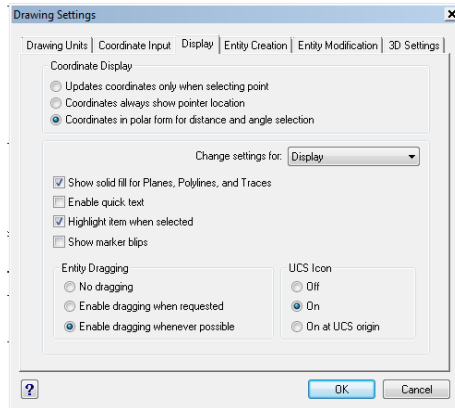 Drawing Settings
Drawing Units Coordinate Input Display Entity Creation Entity Modification 3D Settings
Coordinate Display
Updates coordinates only when selecting point
Coordinates always show pointer location
Coordinates in polar form for distance and angle selection
Change settings for: Display
Show solid fill for Planes, Polylines, and Traces
Enable quick text
Highlight item when selected
Show marker blips
Entity Dragging UCS Icon
No dragging Off
Enable dragging when requested On
Enable dragging whenever possible On at UCS origin
? OK Cancel